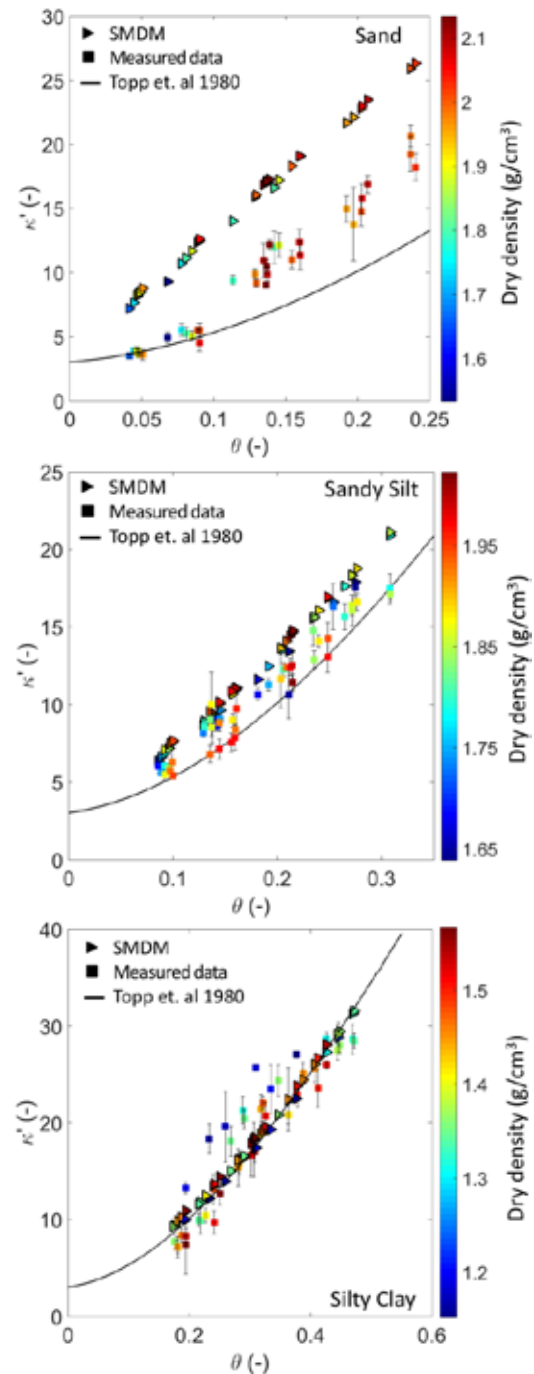 30
25
20
15
10
5
0
κ' (-)
SMDM
Measured data
Topp et. al 1980
Sand
0 0.05 0.1 0.15 0.2 0.25
θ (-)
2.1
2
1.9
1.8
1.7
1.6
Dry density (g/cm³)
25
20
15
10
5
0
κ' (-)
SMDM
Measured data
Topp et. al 1980
Sandy Silt
0 0.1 0.2 0.3
θ (-)
1.95
1.85
1.75
1.65
Dry density (g/cm³)
40
30
20
10
0
κ' (-)
SMDM
Measured data
Topp et. al 1980
Silty Clay
0 0.2 0.4 0.6
θ (-)
1.5
1.4
1.3
1.2
Dry density (g/cm³)